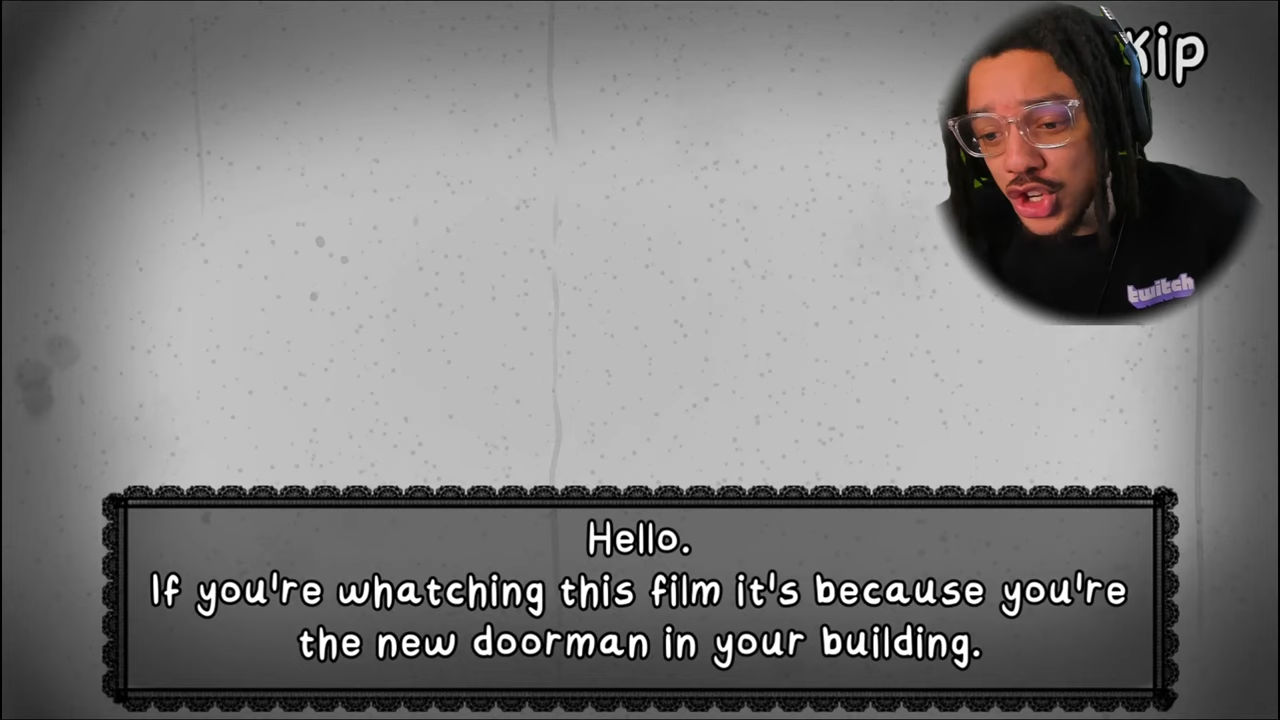 kip
twitch
Hello.
If you're whatching this film it's because you're
the new doorman in your building.